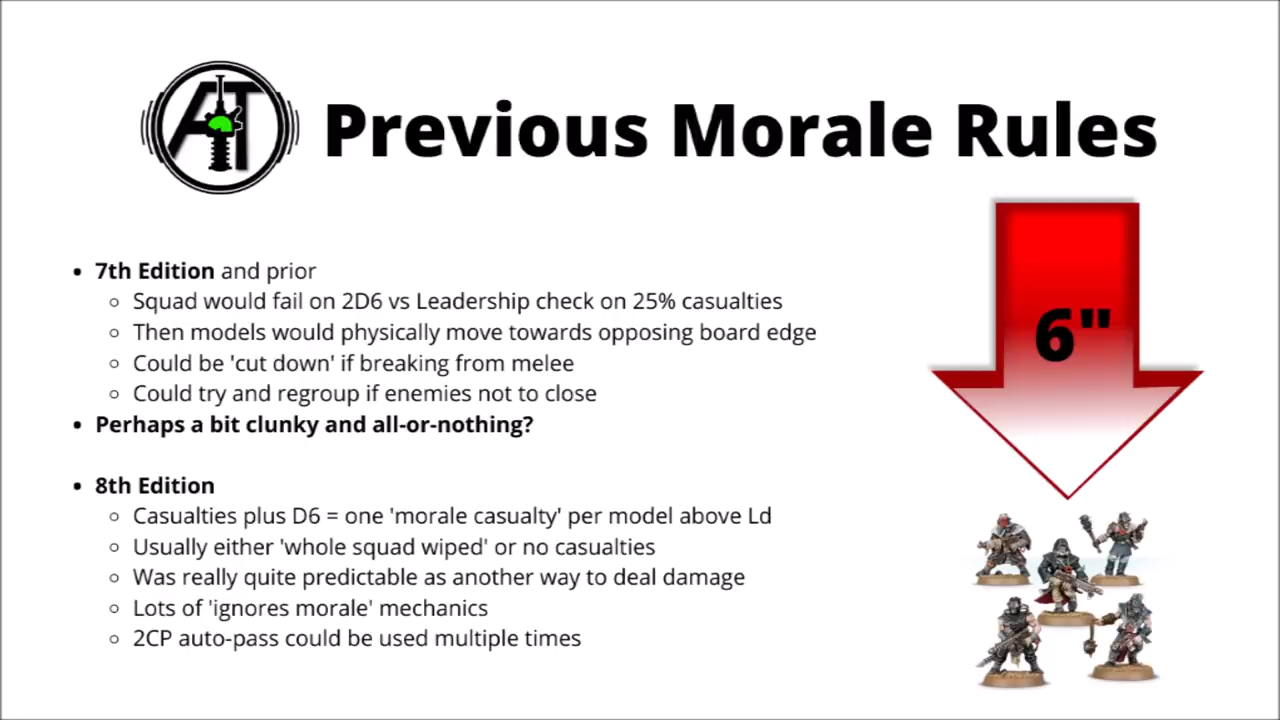 AT
Previous Morale Rules
• 7th Edition and prior
◦ Squad would fail on 2D6 vs Leadership check on 25% casualties
◦ Then models would physically move towards opposing board edge
◦ Could be 'cut down' if breaking from melee
◦ Could try and regroup if enemies not to close
• Perhaps a bit clunky and all-or-nothing?
• 8th Edition
◦ Casualties plus D6 = one 'morale casualty' per model above Ld
◦ Usually either 'whole squad wiped' or no casualties
◦ Was really quite predictable as another way to deal damage
◦ Lots of 'ignores morale' mechanics
◦ 2CP auto-pass could be used multiple times
6"